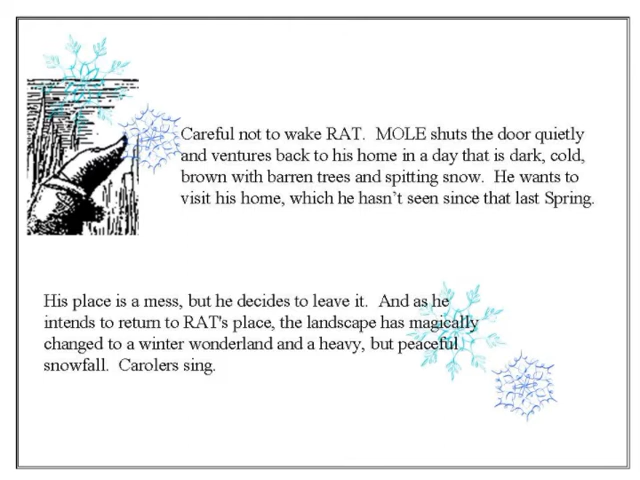 Careful not to wake RAT.  MOLE shuts the door quietly
and ventures back to his home in a day that is dark, cold,
brown with barren trees and spitting snow.  He wants to
visit his home, which he hasn't seen since that last Spring.
His place is a mess, but he decides to leave it.  And as he
intends to return to RAT's place, the landscape has magically
changed to a winter wonderland and a heavy, but peaceful
snowfall.  Carolers sing.